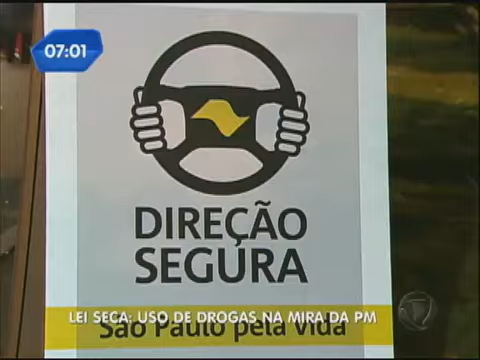 07:01
DIREÇÃO
SEGURA
LEI SECA: USO DE DROGAS NA MIRA DA PM
São Paulo pela Vida